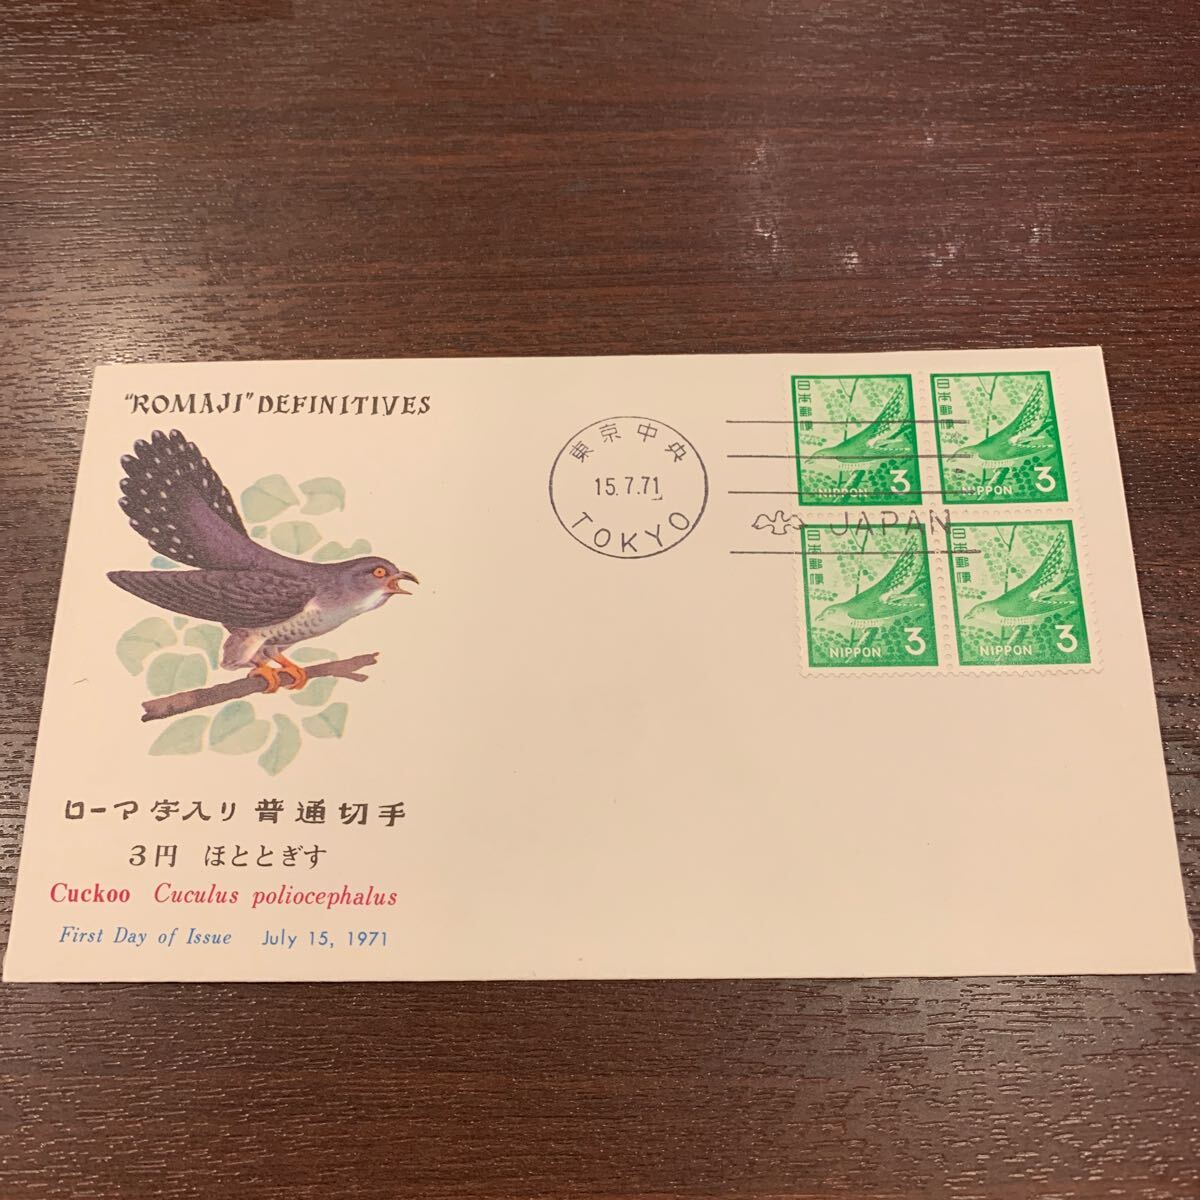 "ROMAJI" DEFINITIVES
東京中央
15.7.71
TOKYO
JAPAN
日本郵便
3
NIPPON
日本郵便
3
NIPPON
日本郵便
3
NIPPON
日本郵便
3
NIPPON
ローマ字入り普通切手
3円 ほととぎす
Cuckoo Cuculus poliocephalus
First Day of Issue July 15, 1971